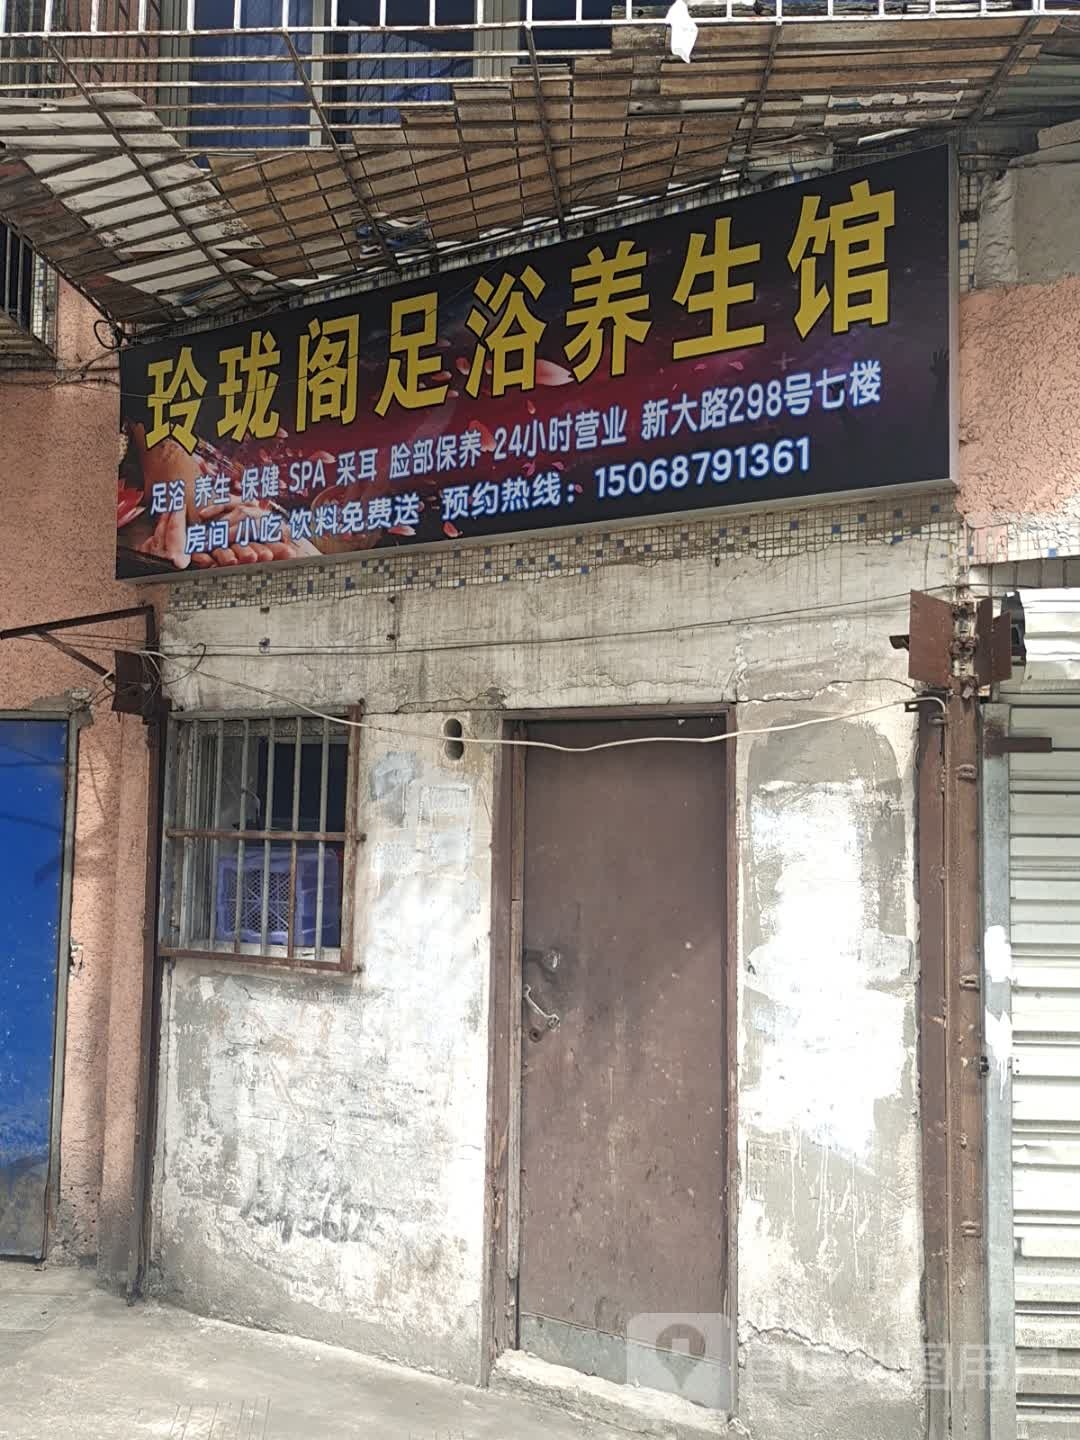 玲珑阁足浴养生馆
足浴 养生 保健 SPA 采耳 脸部保养 24小时营业 新大路298号七楼
房间 小吃 饮料免费送 预约热线：15068791361